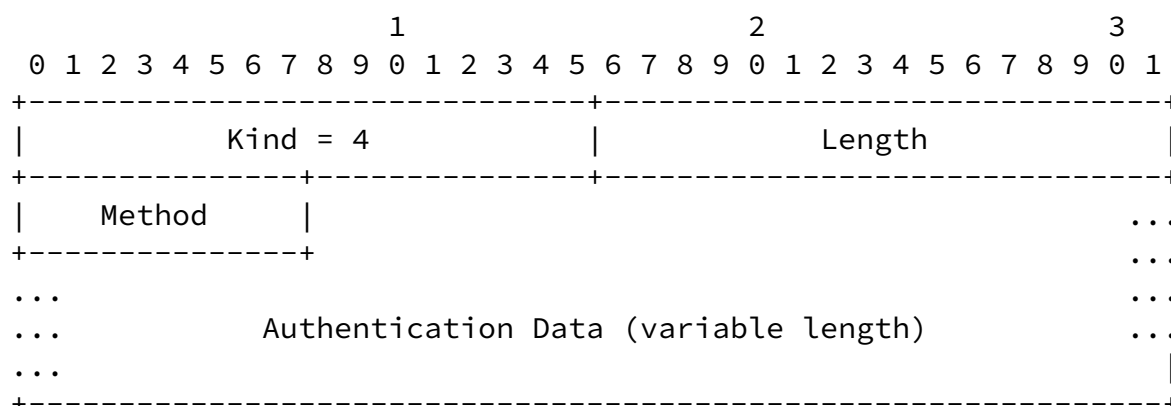 1                   2                   3
 0 1 2 3 4 5 6 7 8 9 0 1 2 3 4 5 6 7 8 9 0 1 2 3 4 5 6 7 8 9 0 1
+-------------------------------+-------------------------------+
|           Kind = 4            |            Length             |
+---------------+---------------+-------------------------------+
|    Method     |                                             ...
+---------------+                                             ...
...                                                           ...
...           Authentication Data (variable length)           ...
...                                                             |
+---------------------------------------------------------------+